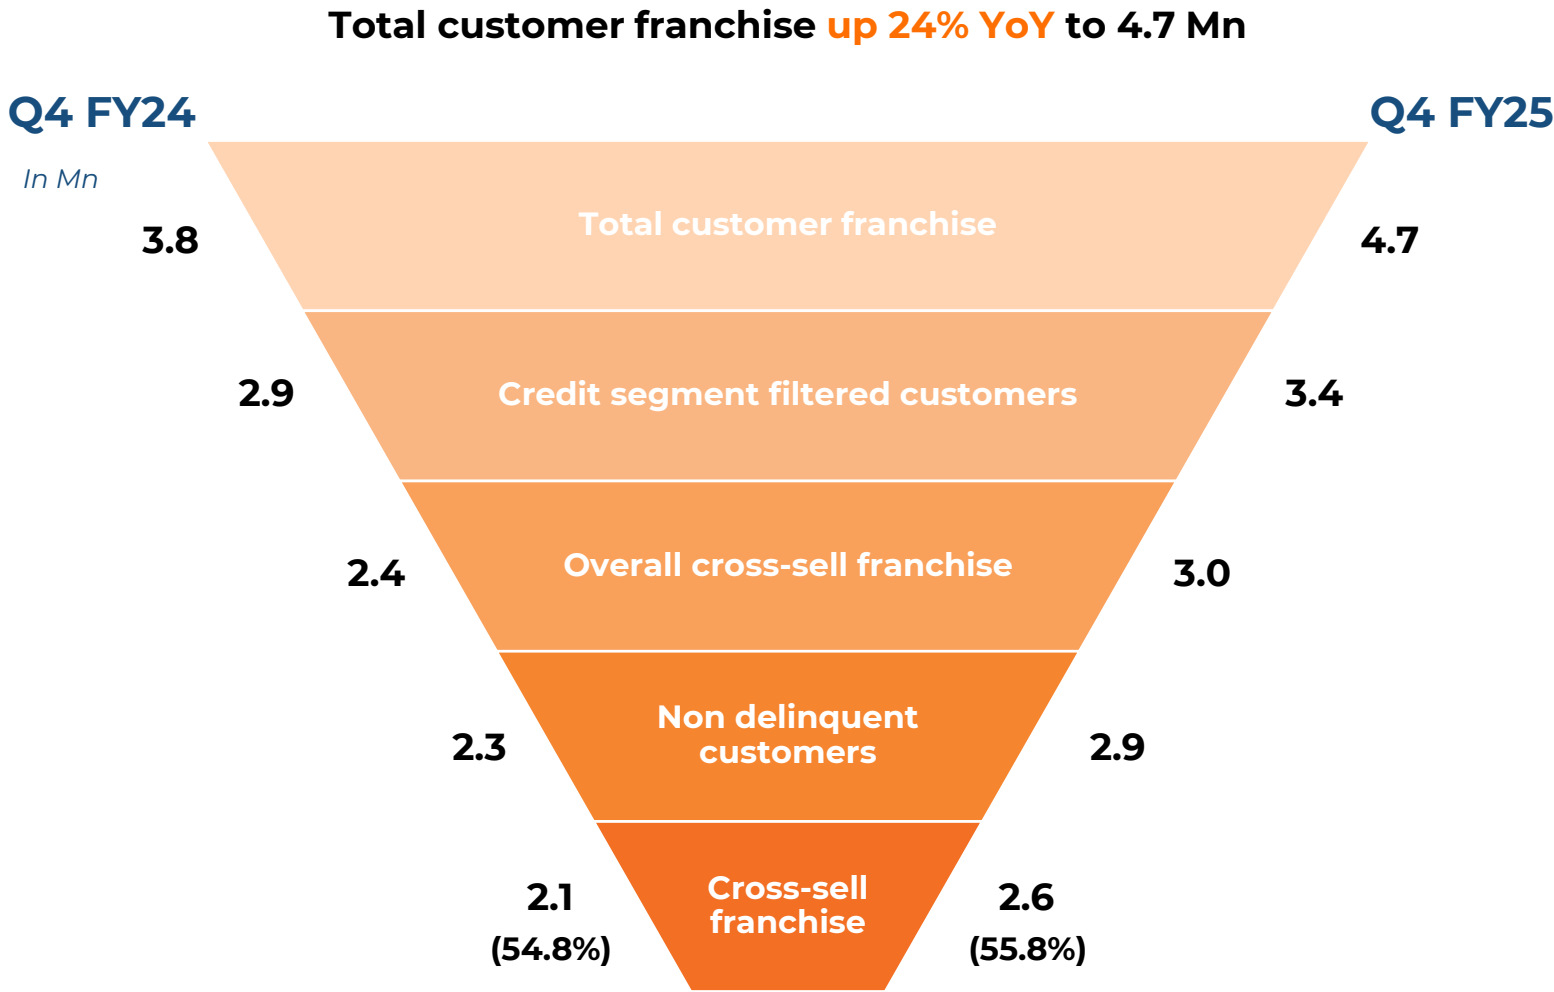 Total customer franchise up 24% YoY to 4.7 Mn
Q4 FY24
Q4 FY25
In Mn
3.8
Total customer franchise
4.7
2.9
Credit segment filtered customers
3.4
2.4
Overall cross-sell franchise
3.0
2.3
Non delinquent
customers
2.9
2.1
(54.8%)
Cross-sell
franchise
2.6
(55.8%)